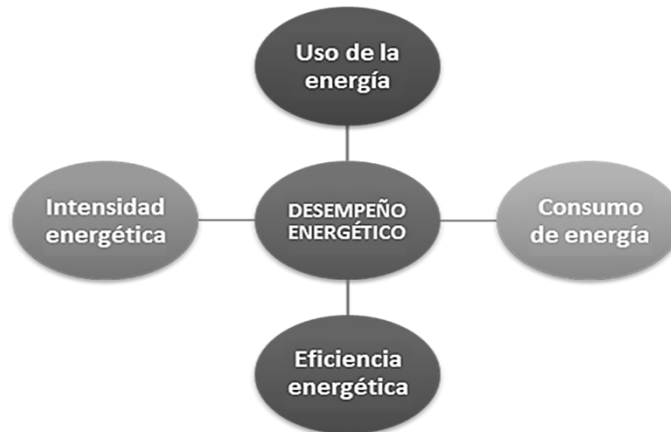 Uso de la
energía
Intensidad
energética
DESEMPEÑO
ENERGÉTICO
Consumo
de energía
Eficiencia
energética